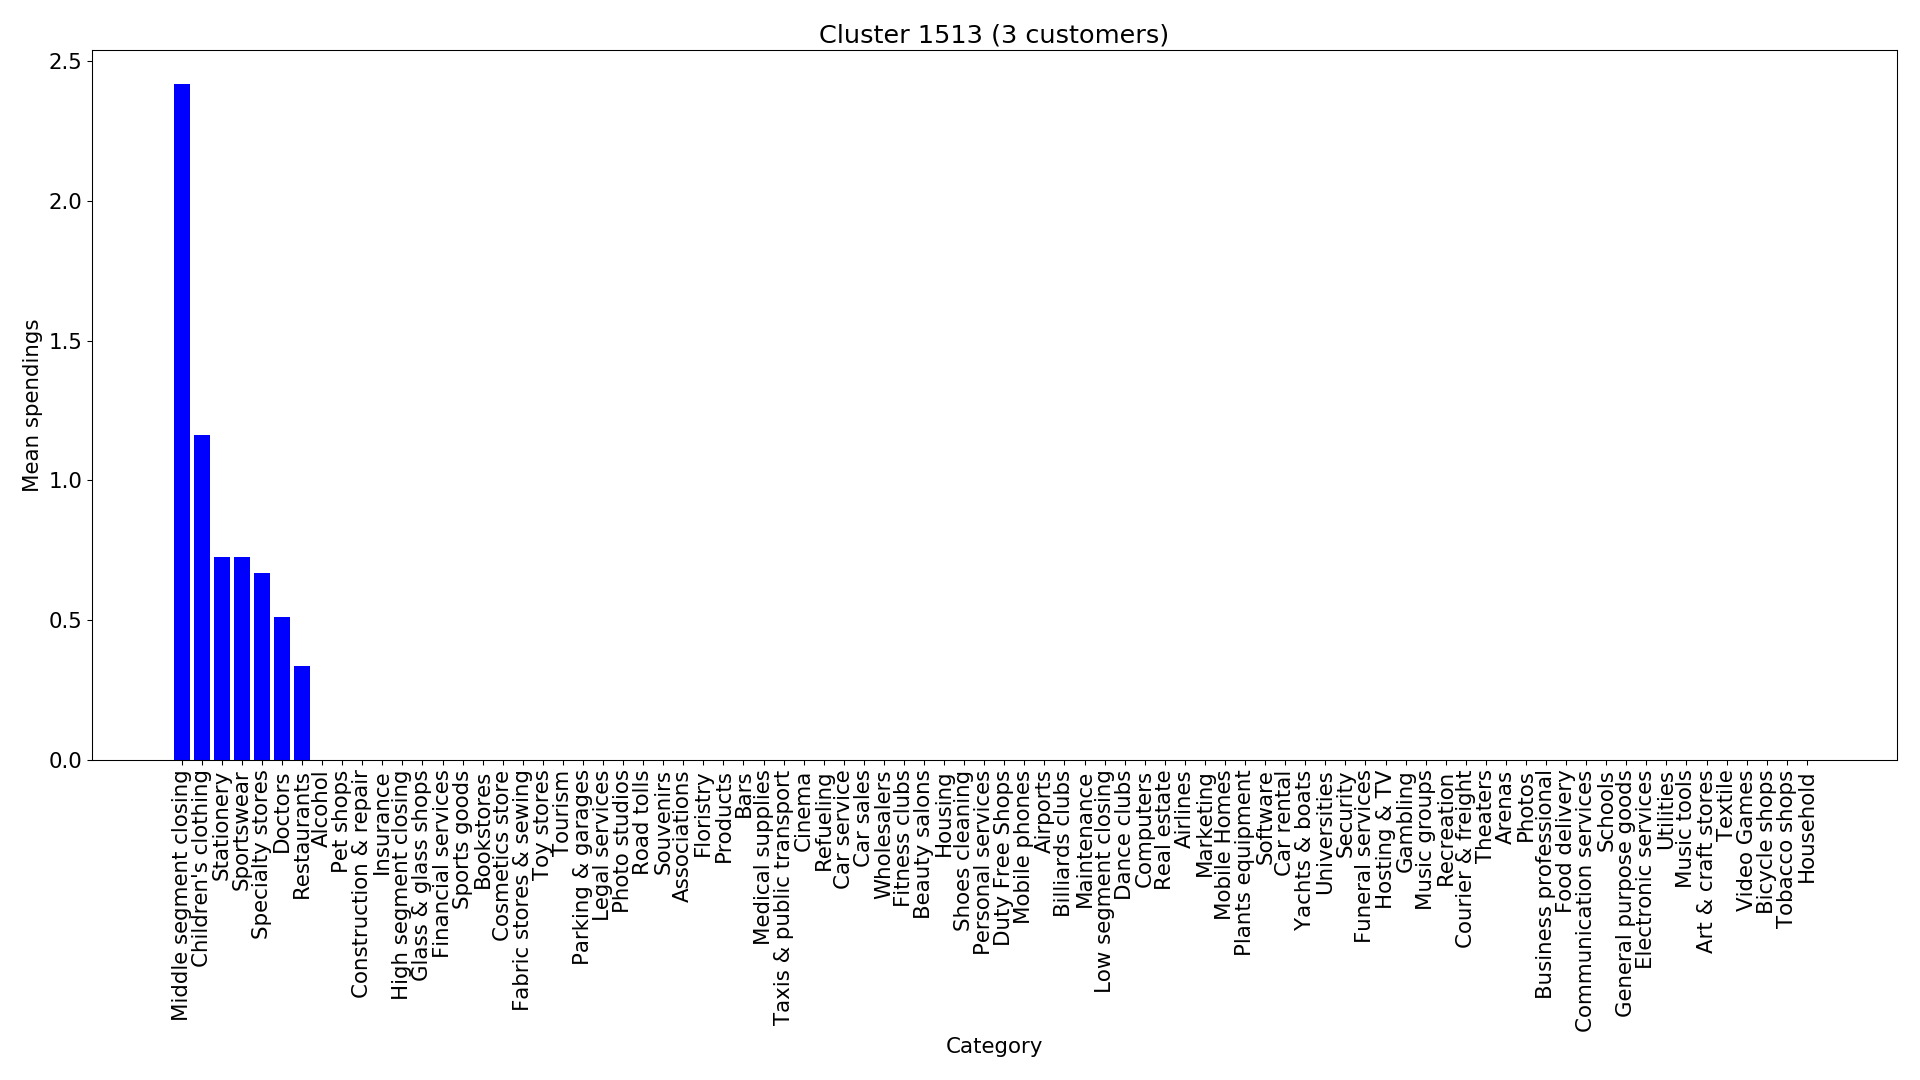 Cluster 1513 (3 customers)
2.5
2.0
1.5
1.0
0.5
0.0
Mean spendings
Middle segment closing
Children's clothing
Stationery
Sportswear
Specialty stores
Doctors
Restaurants
Alcohol
Pet shops
Construction & repair
Insurance
High segment closing
Glass & glass shops
Financial services
Sports goods
Bookstores
Cosmetics store
Fabric stores & sewing
Toy stores
Tourism
Parking & garages
Legal services
Photo studios
Road tolls
Souvenirs
Associations
Floristry
Products
Bars
Medical supplies
Taxis & public transport
Cinema
Refueling
Car service
Car sales
Wholesalers
Fitness clubs
Beauty salons
Housing
Shoes cleaning
Personal services
Duty Free Shops
Mobile phones
Airports
Billiards clubs
Maintenance
Low segment closing
Dance clubs
Computers
Real estate
Airlines
Marketing
Mobile Homes
Plants equipment
Software
Car rental
Yachts & boats
Universities
Security
Funeral services
Hosting & TV
Gambling
Music groups
Recreation
Courier & freight
Theaters
Arenas
Photos
Business professional
Food delivery
Communication services
Schools
General purpose goods
Electronic services
Utilities
Music tools
Art & craft stores
Textile
Video Games
Bicycle shops
Tobacco shops
Household
Category